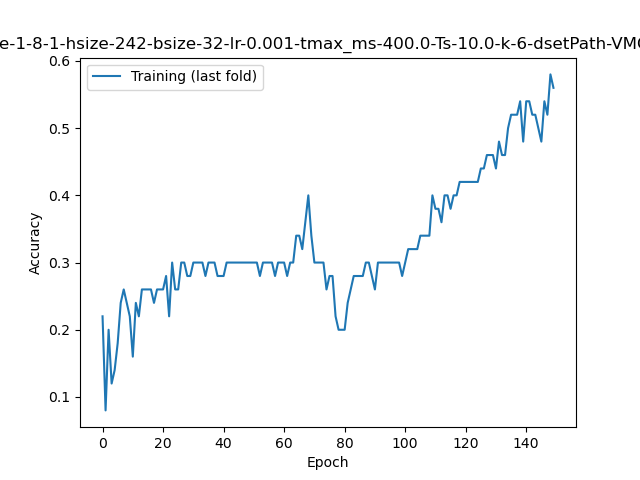 e-1-8-1-hsize-242-bsize-32-lr-0.001-tmax_ms-400.0-Ts-10.0-k-6-dsetPath-VMC
Training (last fold)
0.6
0.5
0.4
0.3
0.2
0.1
Accuracy
0 20 40 60 80 100 120 140
Epoch